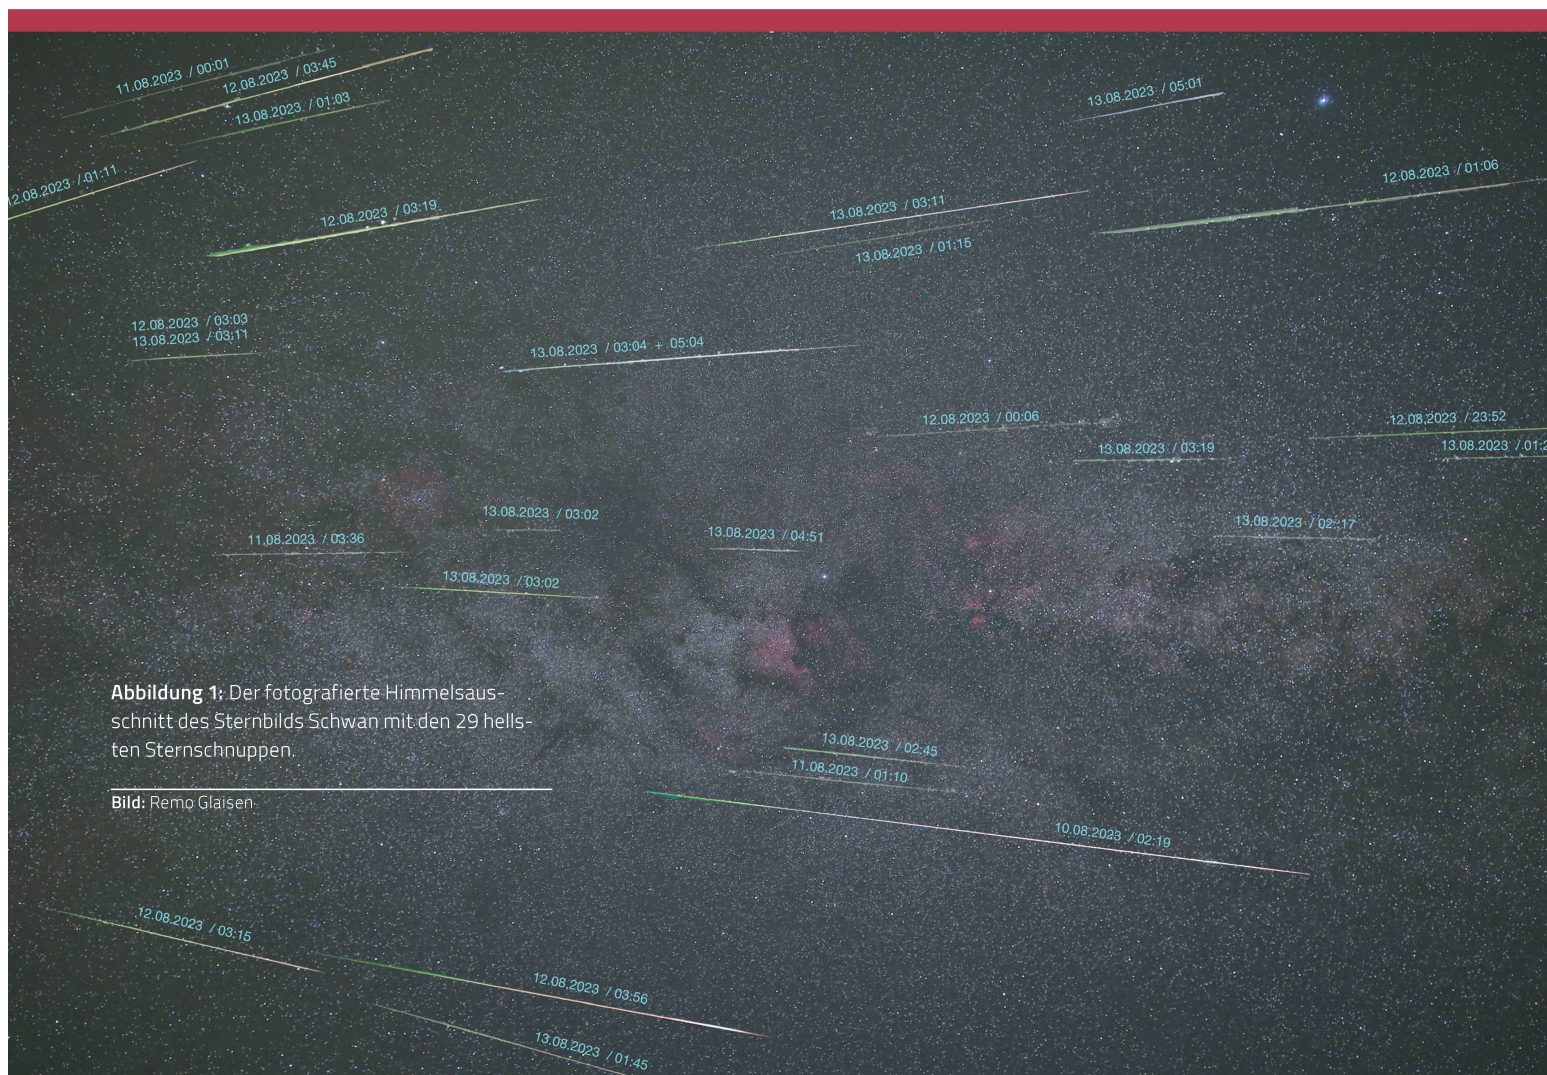 11.08.2023 / 00:01
12.08.2023 / 03:45
13.08.2023 / 01:03
13.08.2023 / 05:01
12.08.2023 / 01:11
12.08.2023 / 01:06
12.08.2023 / 03:19
13.08.2023 / 03:11
13.08.2023 / 01:15
12.08.2023 / 03:03
13.08.2023 / 03:11
13.08.2023 / 03:04 + 05:04
12.08.2023 / 00:06
12.08.2023 / 23:52
13.08.2023 / 03:19
13.08.2023 / 01:2
13.08.2023 / 03:02
13.08.2023 / 02:17
11.08.2023 / 03:36
13.08.2023 / 04:51
13.08.2023 / 03:02
Abbildung 1: Der fotografierte Himmelsaus-
schnitt des Sternbilds Schwan mit den 29 hells-
ten Sternschnuppen.
Bild: Remo Glaisen
13.08.2023 / 02:45
11.08.2023 / 01:10
10.08.2023 / 02:19
12.08.2023 / 03:15
12.08.2023 / 03:56
13.08.2023 / 01:45